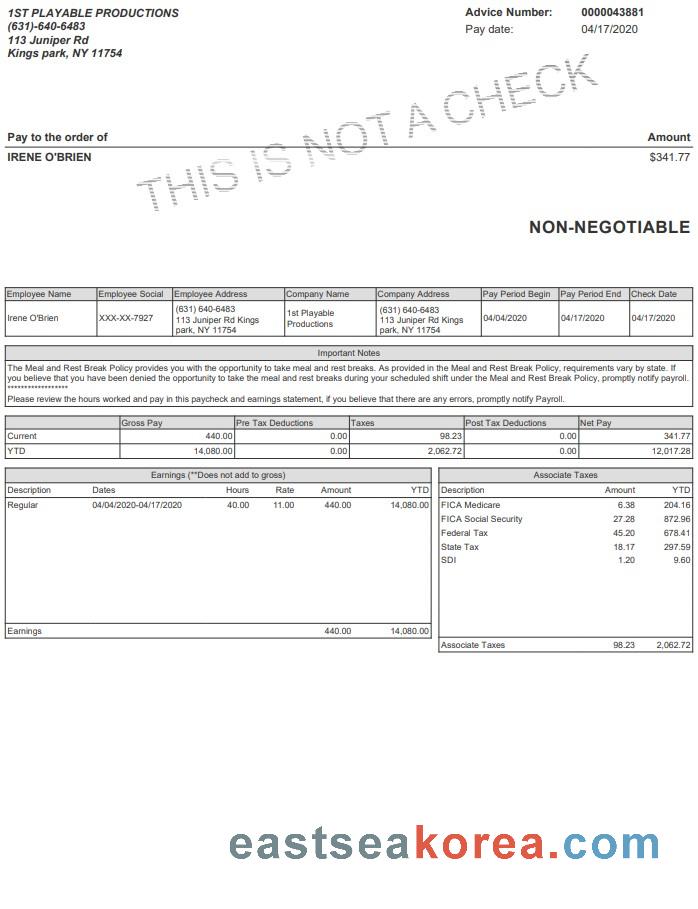 1ST PLAYABLE PRODUCTIONS
(631)-640-6483
113 Juniper Rd
Kings park, NY 11754
Advice Number: 0000043881
Pay date: 04/17/2020
THIS IS NOT A CHECK
Pay to the order of Amount
IRENE O'BRIEN $341.77
NON-NEGOTIABLE
Employee Name Employee Social Employee Address Company Name Company Address Pay Period Begin Pay Period End Check Date
Irene O'Brien XXX-XX-7927 (631) 640-6483 113 Juniper Rd Kings park, NY 11754 1st Playable Productions (631) 640-6483 113 Juniper Rd Kings park, NY 11754 04/04/2020 04/17/2020 04/17/2020
Important Notes
The Meal and Rest Break Policy provides you with the opportunity to take meal and rest breaks. As provided in the Meal and Rest Break Policy, requirements vary by state. If
you believe that you have been denied the opportunity to take the meal and rest breaks during your scheduled shift under the Meal and Rest Break Policy, promptly notify payroll.
******************
Please review the hours worked and pay in this paycheck and earnings statement, if you believe that there are any errors, promptly notify Payroll.
Gross Pay Pre Tax Deductions Taxes Post Tax Deductions Net Pay
Current 440.00 0.00 98.23 0.00 341.77
YTD 14,080.00 0.00 2,062.72 0.00 12,017.28
Earnings (**Does not add to gross)
Description Dates Hours Rate Amount YTD
Regular 04/04/2020-04/17/2020 40.00 11.00 440.00 14,080.00
Earnings 440.00 14,080.00
Associate Taxes
Description Amount YTD
FICA Medicare 6.38 204.16
FICA Social Security 27.28 872.96
Federal Tax 45.20 678.41
State Tax 18.17 297.59
SDI 1.20 9.60
Associate Taxes 98.23 2,062.72
eastseakorea.com